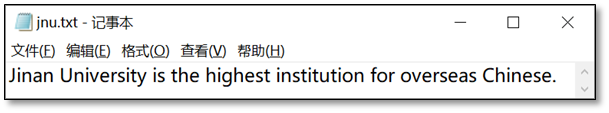 jnu.txt - 记事本
文件(F) 编辑(E) 格式(O) 查看(V) 帮助(H)
Jinan University is the highest institution for overseas Chinese.